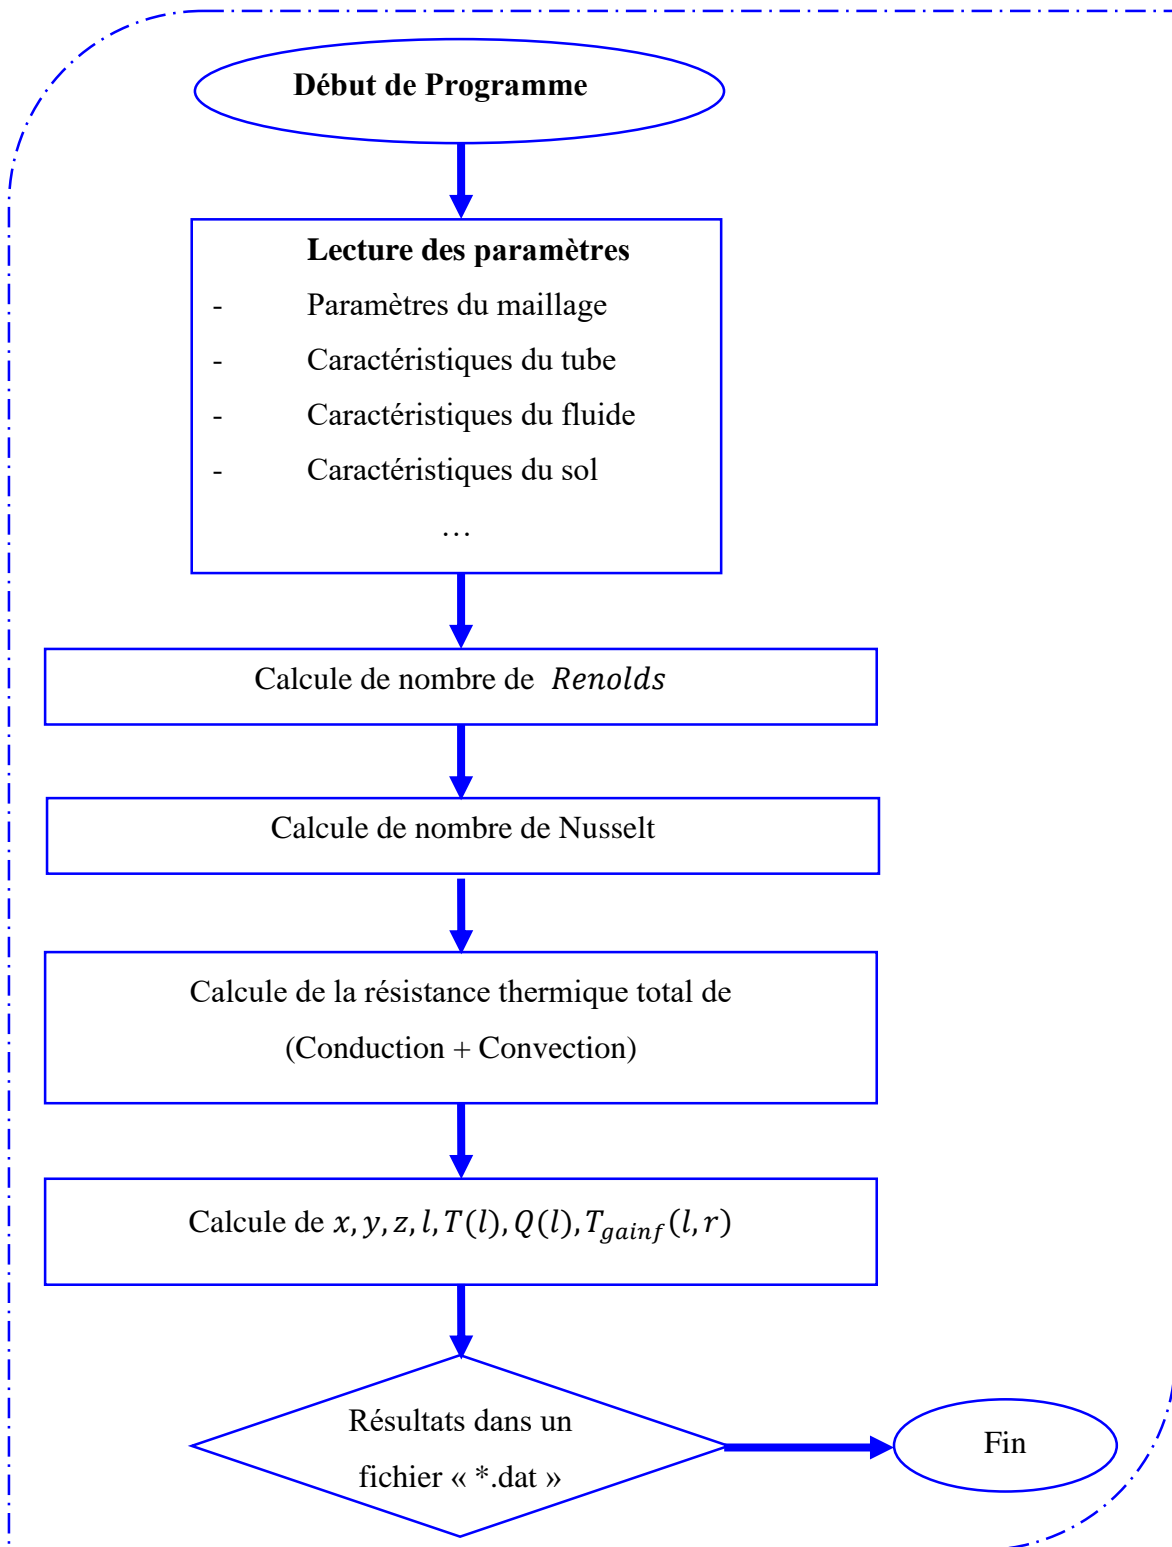 Début de Programme
Lecture des paramètres
- Paramètres du maillage
- Caractéristiques du tube
- Caractéristiques du fluide
- Caractéristiques du sol
…
Calcule de nombre de Renolds
Calcule de nombre de Nusselt
Calcule de la résistance thermique total de
(Conduction + Convection)
Calcule de x, y, z, l, T(l), Q(l), T_{gainf}(l, r)
Résultats dans un
fichier « *.dat »
Fin